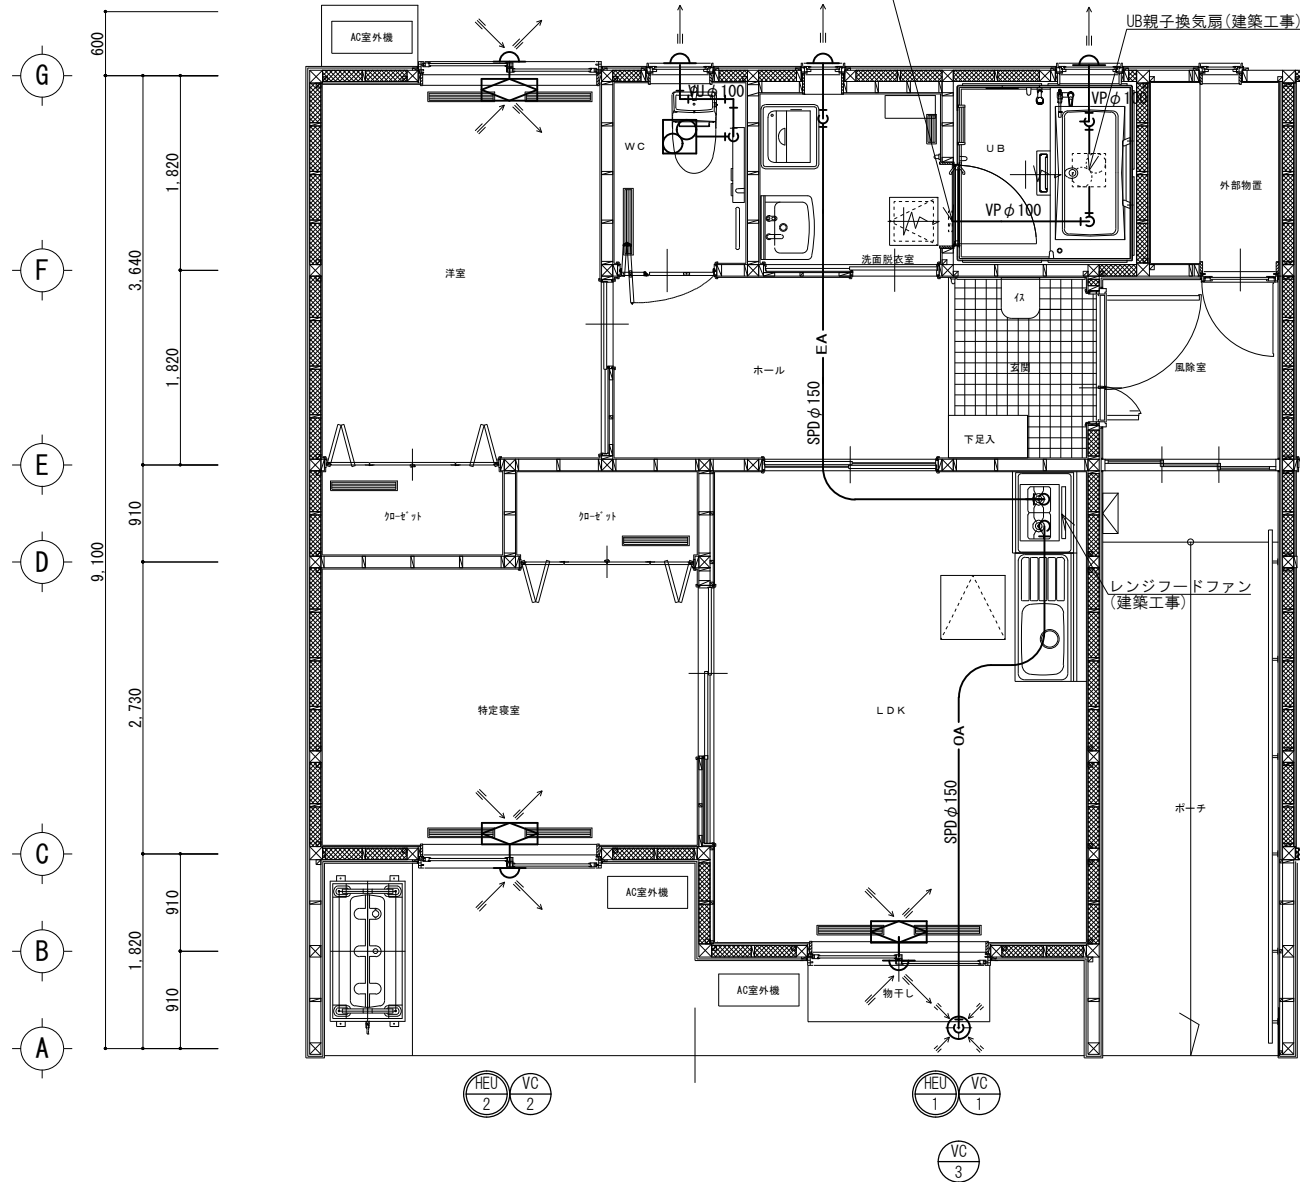 UB親子換気扇(建築工事)
AC室外機
600
G
VUφ100
VPφ100
WC
UB
外部物置
1,820
VPφ100
3,640
洗面脱衣室
F
洋室
イス
EA
ホール
玄関
風除室
1,820
SPDφ150
下足入
E
910
クローゼット
クローゼット
9,100
D
レンジフードファン
(建築工事)
2,730
特定寝室
LDK
OA
SPDφ150
ポーチ
C
AC室外機
910
B
1,820
AC室外機
物干し
910
A
HEU
2
VC
2
HEU
1
VC
1
VC
3